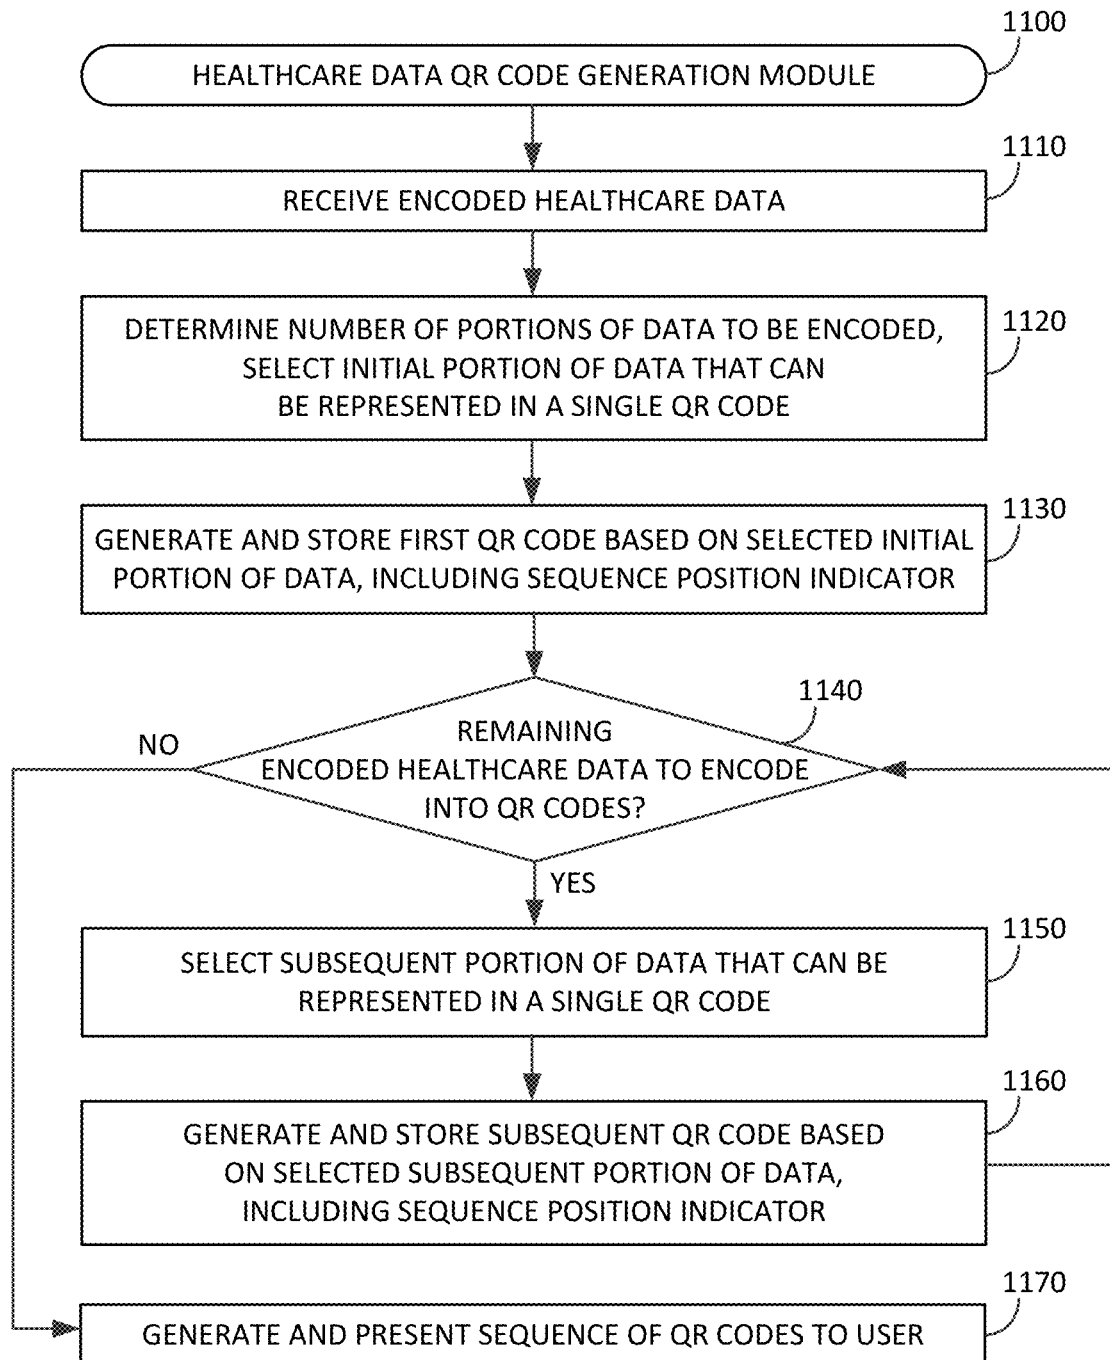 1100
HEALTHCARE DATA QR CODE GENERATION MODULE
1110
RECEIVE ENCODED HEALTHCARE DATA
1120
DETERMINE NUMBER OF PORTIONS OF DATA TO BE ENCODED,
SELECT INITIAL PORTION OF DATA THAT CAN
BE REPRESENTED IN A SINGLE QR CODE
1130
GENERATE AND STORE FIRST QR CODE BASED ON SELECTED INITIAL
PORTION OF DATA, INCLUDING SEQUENCE POSITION INDICATOR
1140
NO
REMAINING
ENCODED HEALTHCARE DATA TO ENCODE
INTO QR CODES?
YES
1150
SELECT SUBSEQUENT PORTION OF DATA THAT CAN BE
REPRESENTED IN A SINGLE QR CODE
1160
GENERATE AND STORE SUBSEQUENT QR CODE BASED
ON SELECTED SUBSEQUENT PORTION OF DATA,
INCLUDING SEQUENCE POSITION INDICATOR
1170
GENERATE AND PRESENT SEQUENCE OF QR CODES TO USER